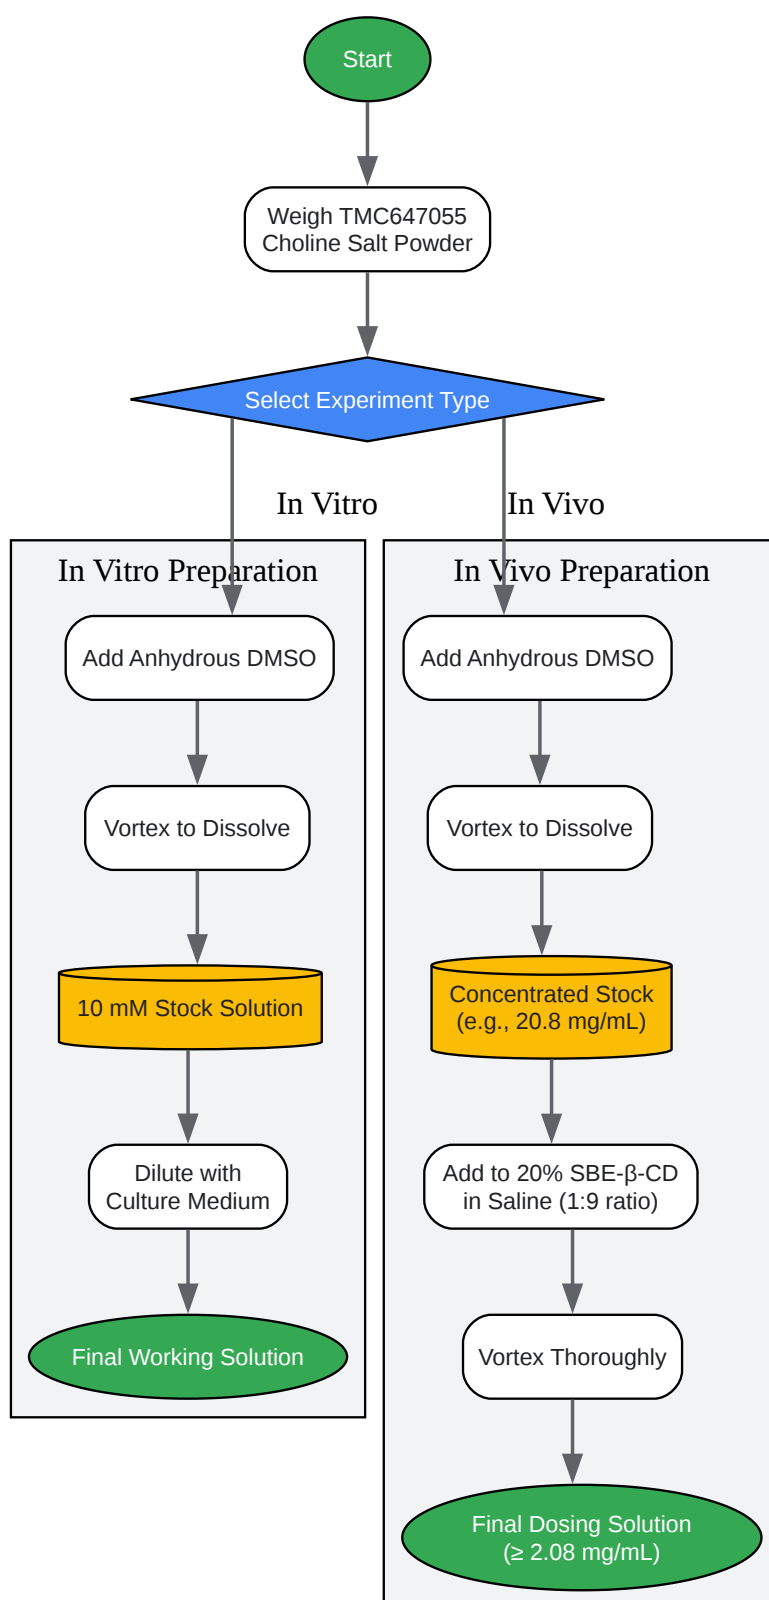 Start
Weigh TMC647055
Choline Salt Powder
Select Experiment Type
In Vitro
In Vivo
In Vitro Preparation
Add Anhydrous DMSO
Vortex to Dissolve
10 mM Stock Solution
Dilute with
Culture Medium
Final Working Solution
In Vivo Preparation
Add Anhydrous DMSO
Vortex to Dissolve
Concentrated Stock
(e.g., 20.8 mg/mL)
Add to 20% SBE-β-CD
in Saline (1:9 ratio)
Vortex Thoroughly
Final Dosing Solution
(≥ 2.08 mg/mL)